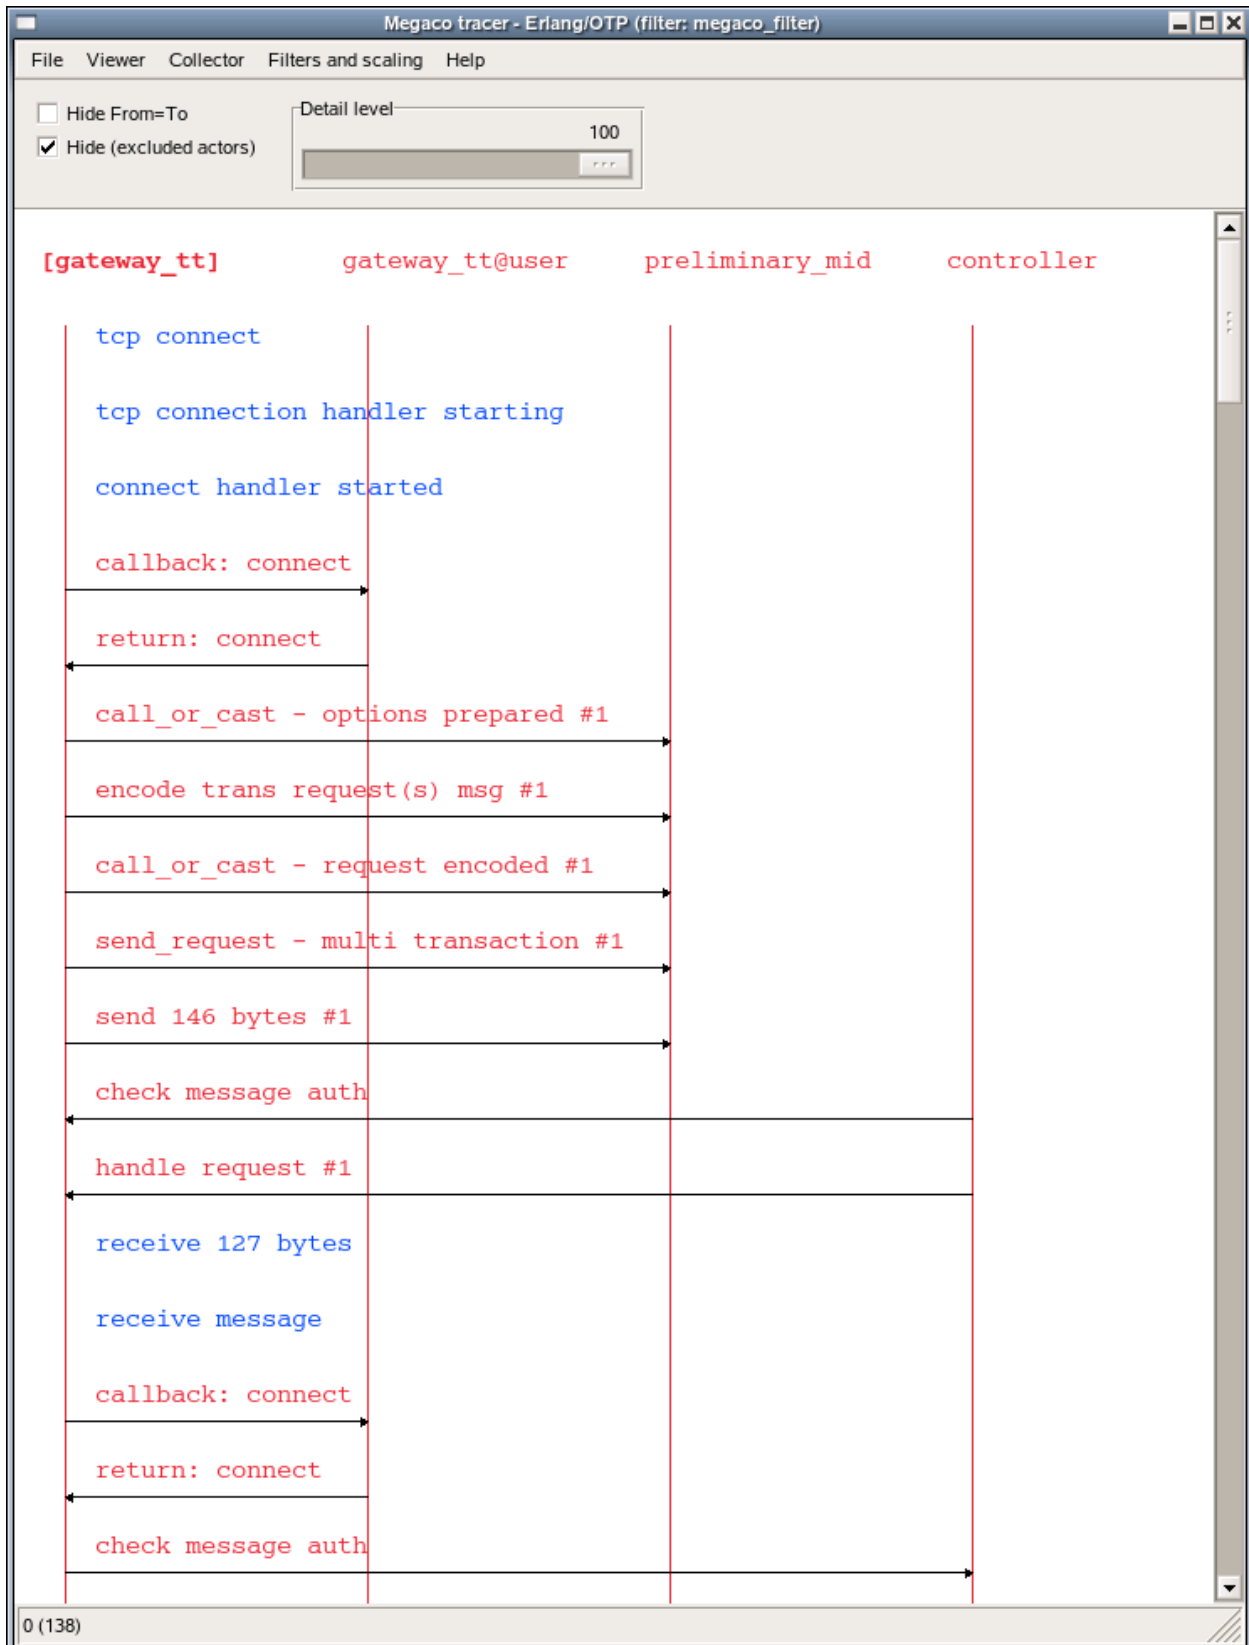 Megaco tracer - Erlang/OTP (filter: megaco_filter)
File Viewer Collector Filters and scaling Help
Hide From=To
Hide (excluded actors)
Detail level
100
[gateway_tt] gateway_tt@user preliminary_mid controller
tcp connect
tcp connection handler starting
connect handler started
callback: connect
return: connect
call_or_cast - options prepared #1
encode trans request(s) msg #1
call_or_cast - request encoded #1
send_request - multi transaction #1
send 146 bytes #1
check message auth
handle request #1
receive 127 bytes
receive message
callback: connect
return: connect
check message auth
0 (138)